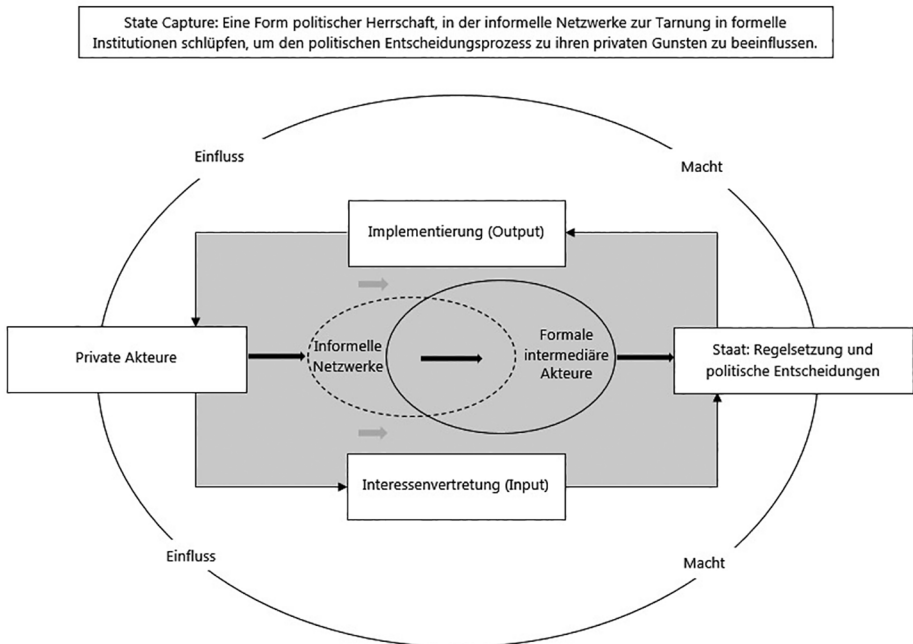 State Capture: Eine Form politischer Herrschaft, in der informelle Netzwerke zur Tarnung in formelle
Institutionen schlüpfen, um den politischen Entscheidungsprozess zu ihren privaten Gunsten zu beeinflussen.
Einfluss
Macht
Implementierung (Output)
Private Akteure
Informelle
Netzwerke
Formale
intermediäre
Akteure
Staat: Regelsetzung und
politische Entscheidungen
Interessenvertretung (Input)
Einfluss
Macht